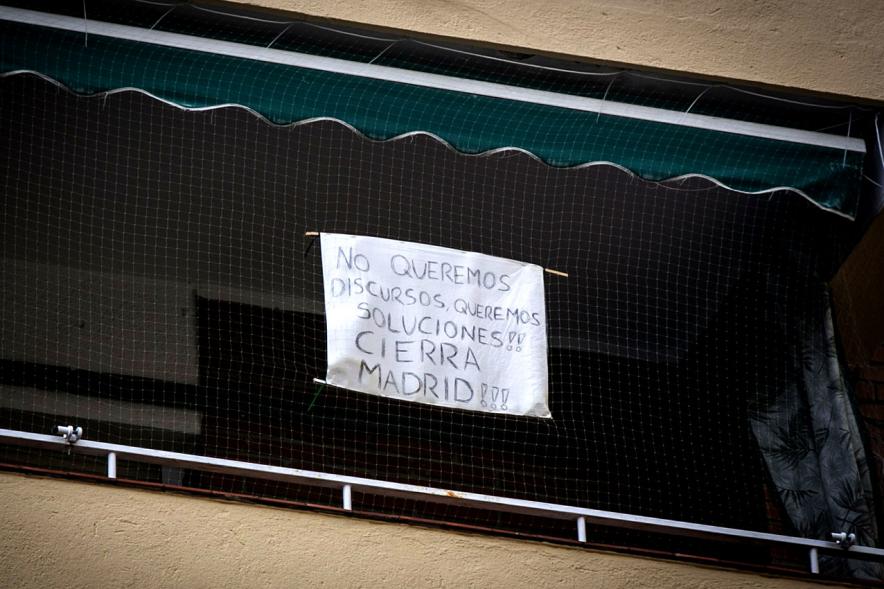 NO QUEREMOS
DISCURSOS, QUEREMOS
SOLUCIONES!!
CIERRA
MADRID!!!